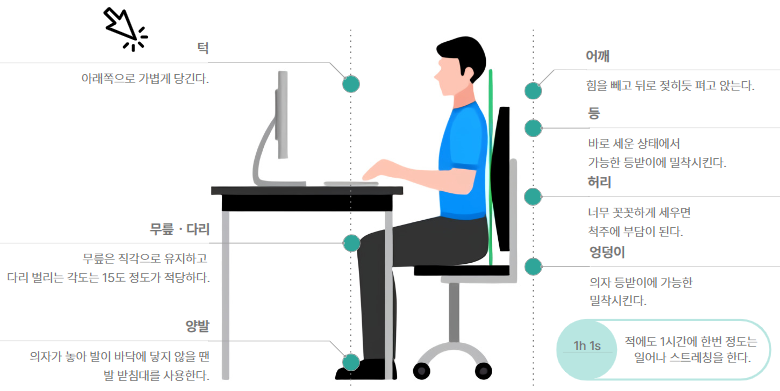 턱
아래쪽으로 가볍게 당긴다.
무릎 · 다리
무릎은 직각으로 유지하고
다리 벌리는 각도는 15도 정도가 적당하다.
양발
의자가 높아 발이 바닥에 닿지 않을 땐
발 받침대를 사용한다.
어깨
힘을 빼고 뒤로 젖히듯 펴고 앉는다.
등
바로 세운 상태에서
가능한 등받이에 밀착시킨다.
허리
너무 꼿꼿하게 세우면
척추에 부담이 된다.
엉덩이
의자 등받이에 가능한
밀착시킨다.
1h 1s
적에도 1시간에 한번 정도는
일어나 스트레칭을 한다.